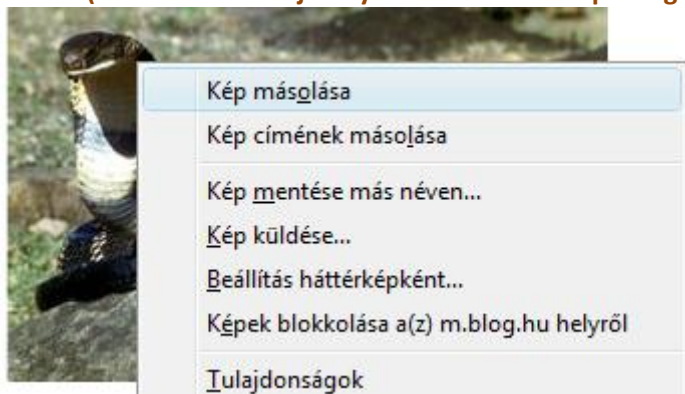 Kép másolása
Kép címének másolása
Kép mentése más néven...
Kép küldése...
Beállítás háttérképként...
Képek blokkolása a(z) m.blog.hu helyről
Tulajdonságok